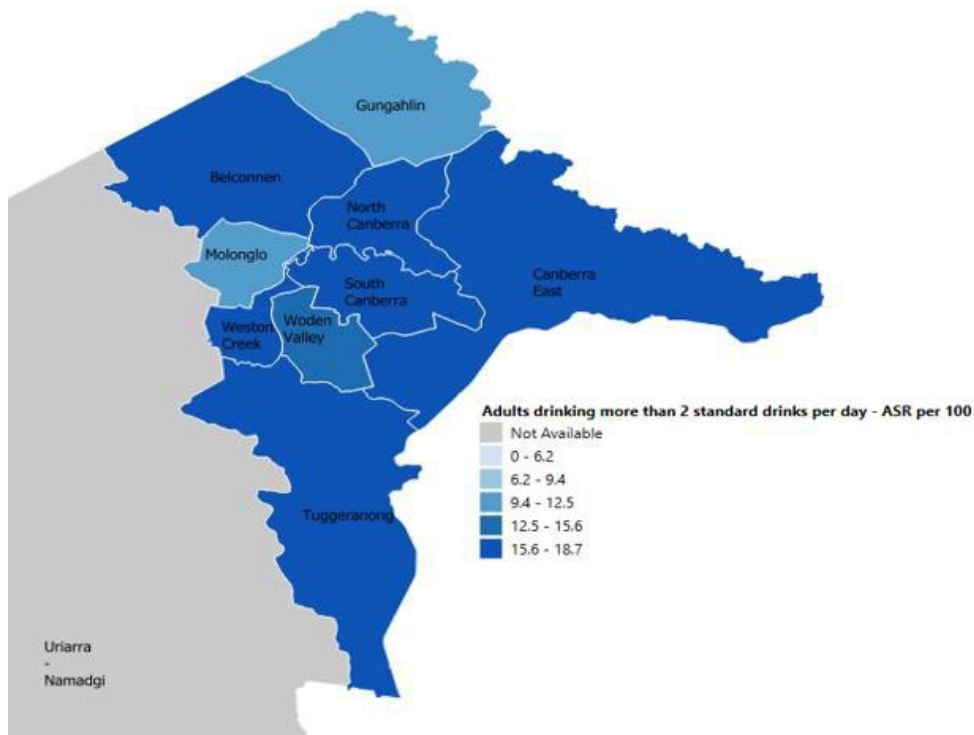 Gungahlin
Belconnen
North
Canberra
Molonglo
Canberra
East
South
Canberra
Weston
Creek
Woden
Valley
Tuggeranong
Uriarra
-
Namadgi
Adults drinking more than 2 standard drinks per day - ASR per 100
Not Available
0 - 6.2
6.2 - 9.4
9.4 - 12.5
12.5 - 15.6
15.6 - 18.7